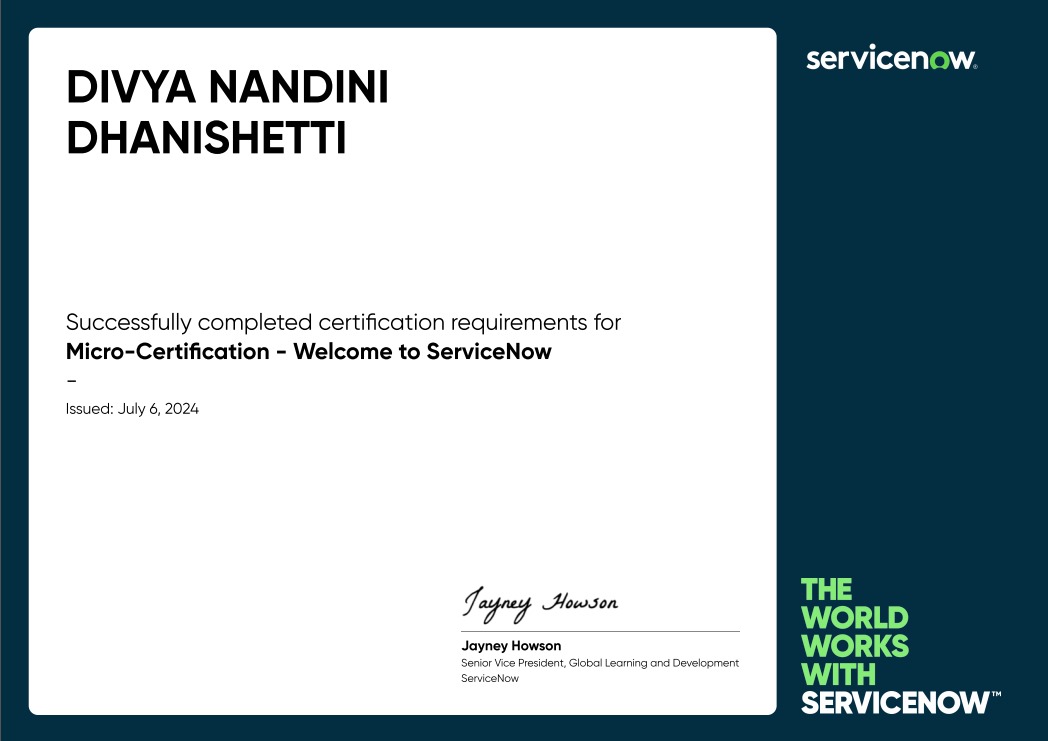 DIVYA NANDINI
DHANISHETTI
servicenow®
Successfully completed certification requirements for
Micro-Certification - Welcome to ServiceNow
–
Issued: July 6, 2024
Jayney Howson
Jayney Howson
Senior Vice President, Global Learning and Development
ServiceNow
THE
WORLD
WORKS
WITH
SERVICENOW™